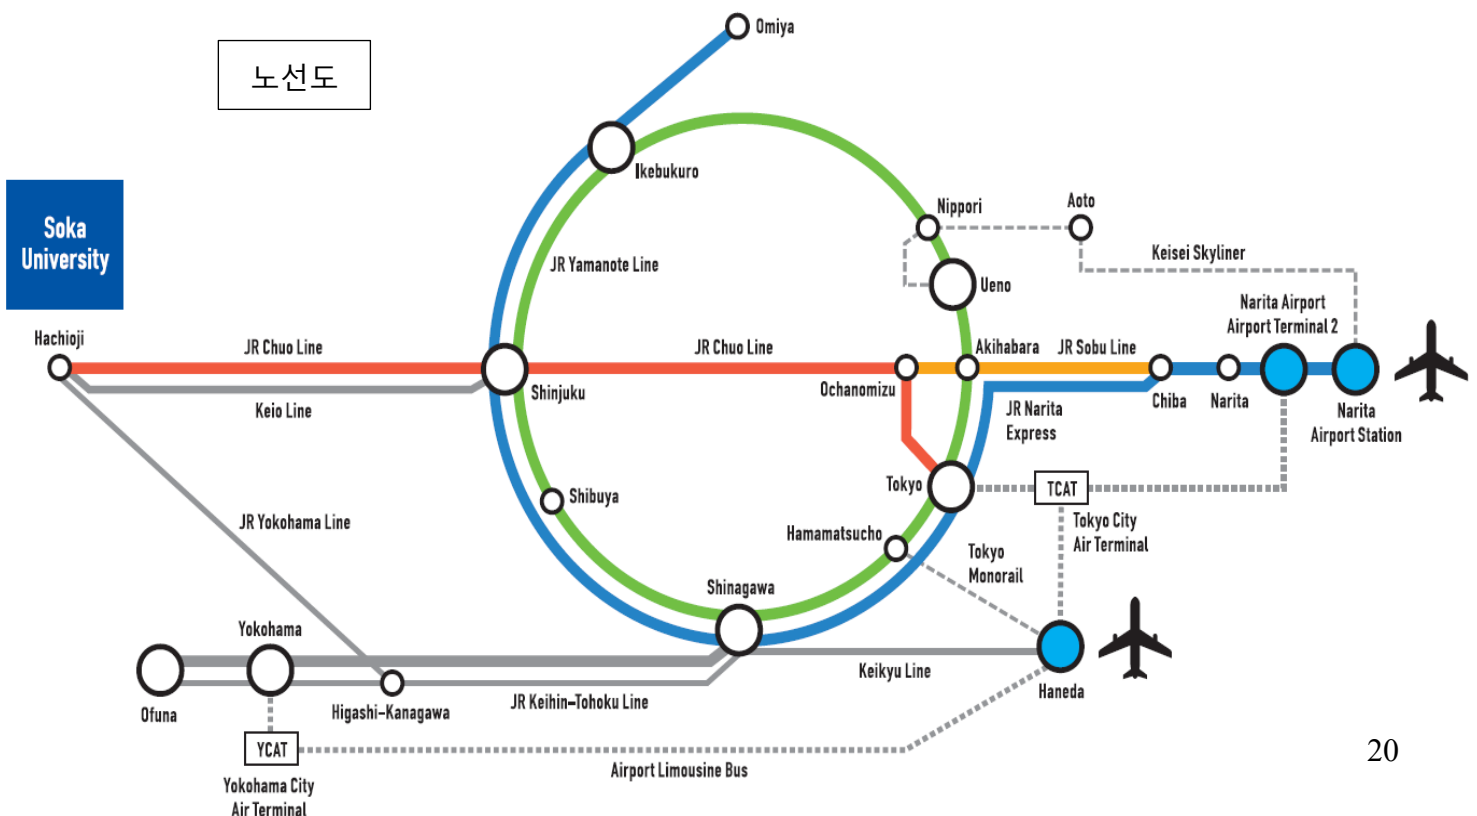 노선도
Omiya
Ikebukuro
Soka
University
Nippori
Aoto
Keisei Skyliner
JR Yamanote Line
Ueno
Narita Airport
Airport Terminal 2
Hachioji
JR Chuo Line
JR Chuo Line
Akihabara
JR Sobu Line
Keio Line
Shinjuku
Ochanomizu
JR Narita
Express
Chiba
Narita
Narita
Airport Station
Shibuya
Tokyo
TCAT
Tokyo City
Air Terminal
JR Yokohama Line
Hamamatsucho
Tokyo
Monorail
Shinagawa
Yokohama
Keikyu Line
Haneda
Ofuna
Higashi-Kanagawa
JR Keihin-Tohoku Line
YCAT
Airport Limousine Bus
Yokohama City
Air Terminal
20